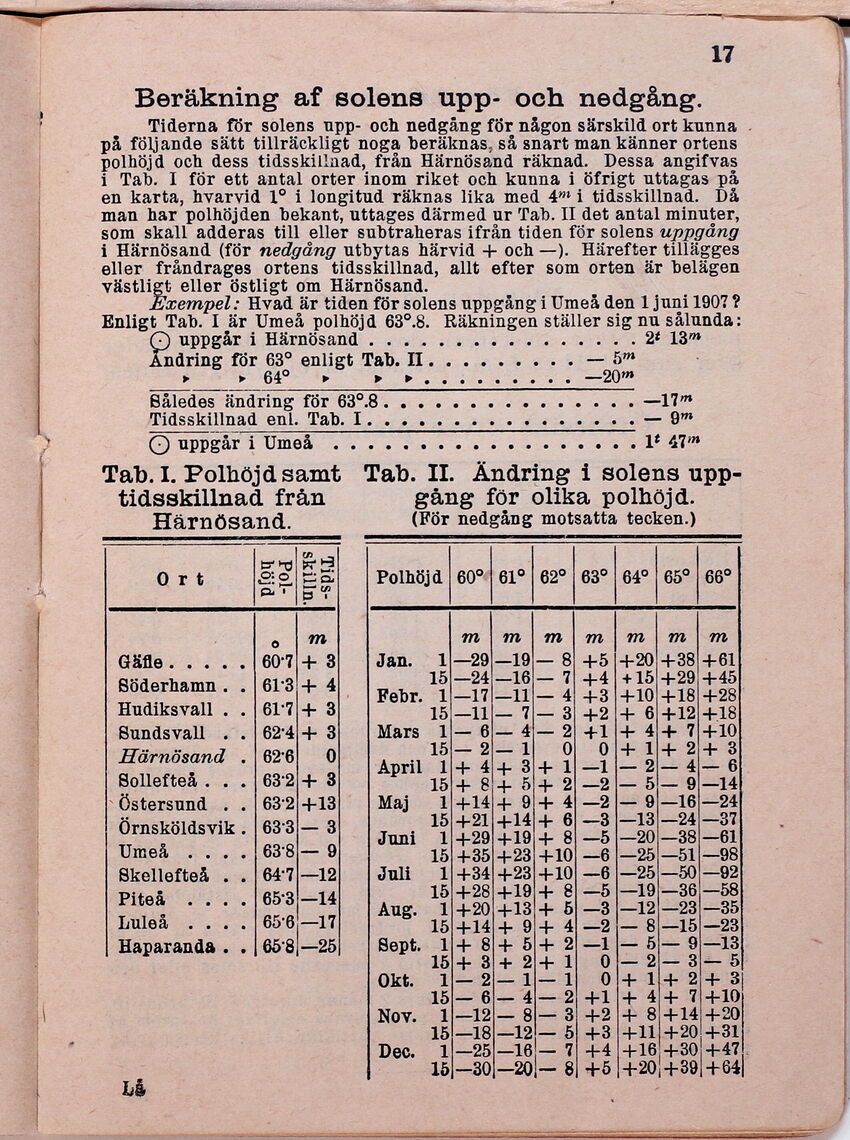 17
Beräkning af solens upp- och nedgång.
Tiderna för solens upp- och nedgång för någon särskild ort kunna
på följande sätt tillräckligt noga beräknas, så snart man känner ortens
polhöjd och dess tidsskillnad, från Härnösand räknad. Dessa angifvas
i Tab. I för ett antal orter inom riket och kunna i öfrigt uttagas på
en karta, hvarvid 1° i longitud räknas lika med 4m i tidsskillnad. Då
man har polhöjden bekant, uttages därmed ur Tab. II det antal minuter,
som skall adderas till eller subtraheras ifrån tiden för solens uppgång
i Härnösand (för nedgång utbytas härvid + och —). Härefter tillägges
eller fråndrages ortens tidsskillnad, allt efter som orten är belägen
västligt eller östligt om Härnösand.
Exempel: Hvad är tiden för solens uppgång i Umeå den 1 juni 1907?
Enligt Tab. I är Umeå polhöjd 63°.8. Räkningen ställer sig nu sålunda:
☉ uppgår i Härnösand . . . . . . . . . . . . . . . . . 2t 13m
Ändring för 63° enligt Tab. II . . . . . . . . . — 5m
» » 64° » » » . . . . . . . . . —20m
Således ändring för 63°.8 . . . . . . . . . . . . . . . —17m
Tidsskillnad enl. Tab. I . . . . . . . . . . . . . . . . — 9m
☉ uppgår i Umeå . . . . . . . . . . . . . . . . . . 1t 47m
Tab. I. Polhöjd samt
tidsskillnad från
Härnösand.
Ort Pol-höjd Tids-skilln.
o m
Gäfle . . . . . 60·7 + 3
Söderhamn . . 61·3 + 4
Hudiksvall . . 61·7 + 3
Sundsvall . . 62·4 + 3
Härnösand . 62·6 0
Sollefteå . . . 63·2 + 3
Östersund . . 63·2 +13
Örnsköldsvik . 63·3 — 3
Umeå . . . . 63·8 — 9
Skellefteå . . 64·7 —12
Piteå . . . . 65·3 —14
Luleå . . . . 65·6 —17
Haparanda . . 65·8 —25
Tab. II. Ändring i solens upp-
gång för olika polhöjd.
(För nedgång motsatta tecken.)
Polhöjd 60° 61° 62° 63° 64° 65° 66°
m m m m m m m
Jan. 1 —29 —19 — 8 +5 +20 +38 +61
15 —24 —16 — 7 +4 +15 +29 +45
Febr. 1 —17 —11 — 4 +3 +10 +18 +28
15 —11 — 7 — 3 +2 + 6 +12 +18
Mars 1 — 6 — 4 — 2 +1 + 4 + 7 +10
15 — 2 — 1 0 0 + 1 + 2 + 3
April 1 + 4 + 3 + 1 —1 — 2 — 4 — 6
15 + 8 + 5 + 2 —2 — 5 — 9 —14
Maj 1 +14 + 9 + 4 —2 — 9 —16 —24
15 +21 +14 + 6 —3 —13 —24 —37
Juni 1 +29 +19 + 8 —5 —20 —38 —61
15 +35 +23 +10 —6 —25 —51 —98
Juli 1 +34 +23 +10 —6 —25 —50 —92
15 +28 +19 + 8 —5 —19 —36 —58
Aug. 1 +20 +13 + 5 —3 —12 —23 —35
15 +14 + 9 + 4 —2 — 8 —15 —23
Sept. 1 + 8 + 5 + 2 —1 — 5 — 9 —13
15 + 3 + 2 + 1 0 — 2 — 3 — 5
Okt. 1 — 2 — 1 — 1 0 + 1 + 2 + 3
15 — 6 — 4 — 2 +1 + 4 + 7 +10
Nov. 1 —12 — 8 — 3 +2 + 8 +14 +20
15 —18 —12 — 5 +3 +11 +20 +31
Dec. 1 —25 —16 — 7 +4 +16 +30 +47
15 —30 —20 — 8 +5 +20 +39 +64
Lå